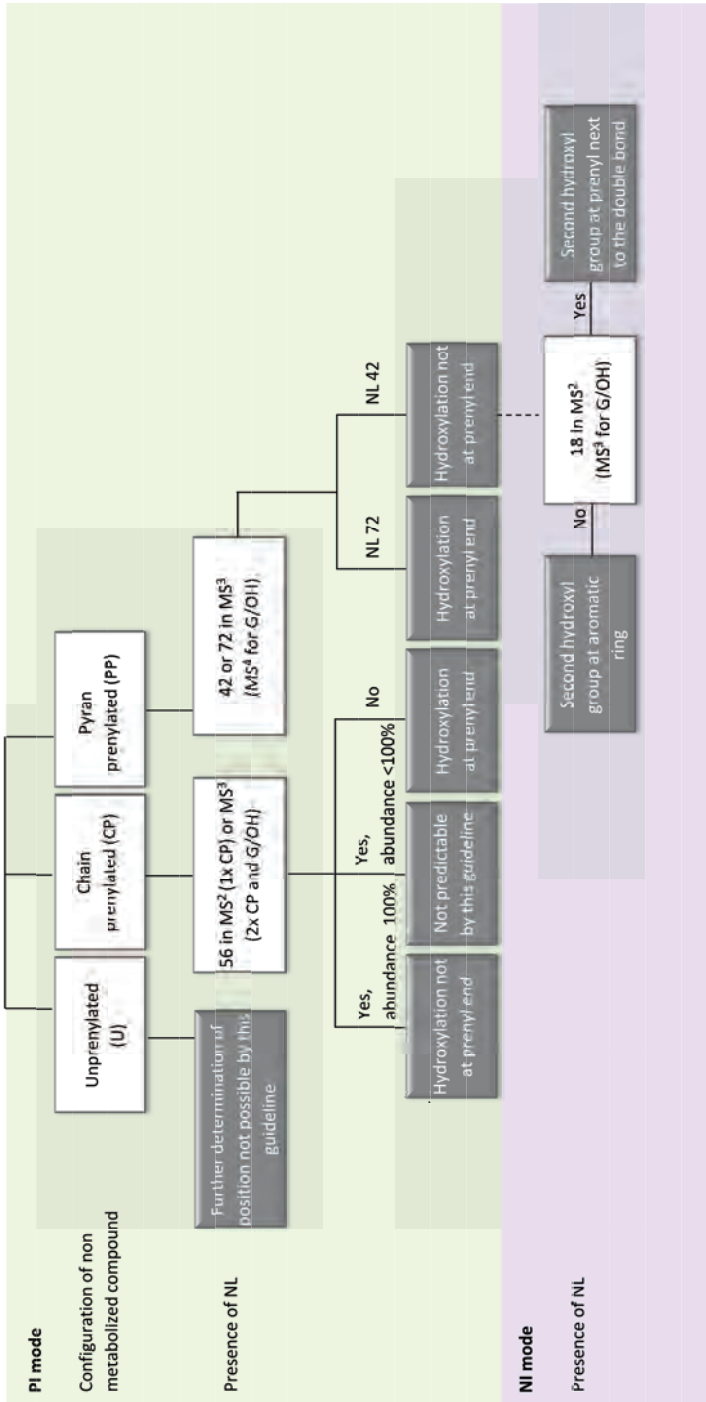 PI mode
Configuration of non
metabolized compound
Unprenylated
(U)
Chain
prenylated (CP)
Pyran
prenylated (PP)
Presence of NL
Further determination of
position not possible by this
guideline
56 in MS² (1x CP) or MS³
(2x CP and G/OH)
42 or 72 in MS³
(MS⁴ for G/OH)
Yes,
abundance 100%
Yes,
abundance <100%
No
NL 72
NL 42
Hydroxylation not
at prenyl end
Not predictable
by this guideline
Hydroxylation
at prenyl end
Hydroxylation
at prenyl end
Hydroxylation not
at prenyl end
NI mode
Presence of NL
Second hydroxyl
group at aromatic
ring
No
18 in MS²
(MS³ for G/OH)
Yes
Second hydroxyl
group at prenyl next
to the double bond